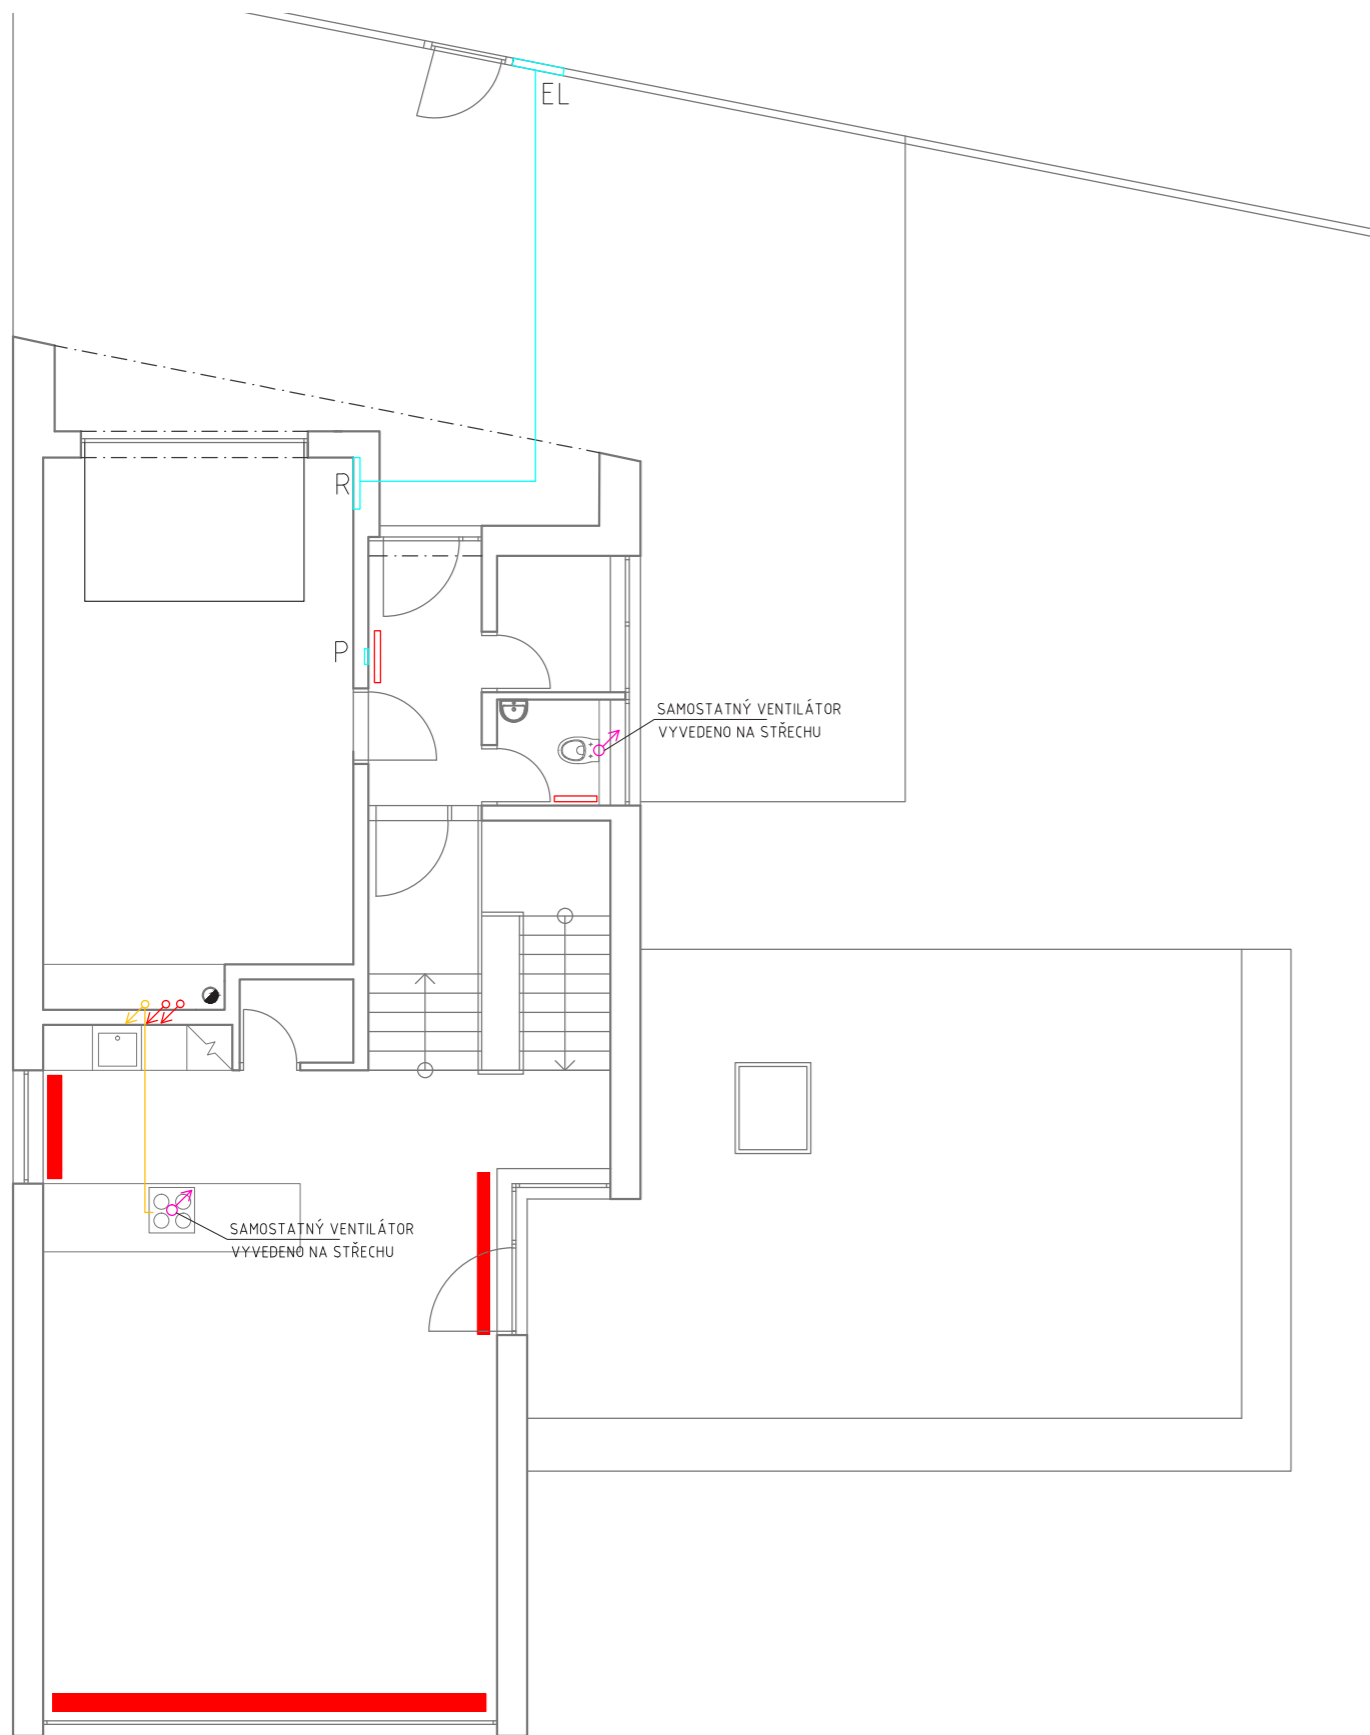 EL
R
P
SAMOSTATNÝ VENTILÁTOR
VYVEDENO NA STŘECHU
SAMOSTATNÝ VENTILÁTOR
VYVEDENO NA STŘECHU